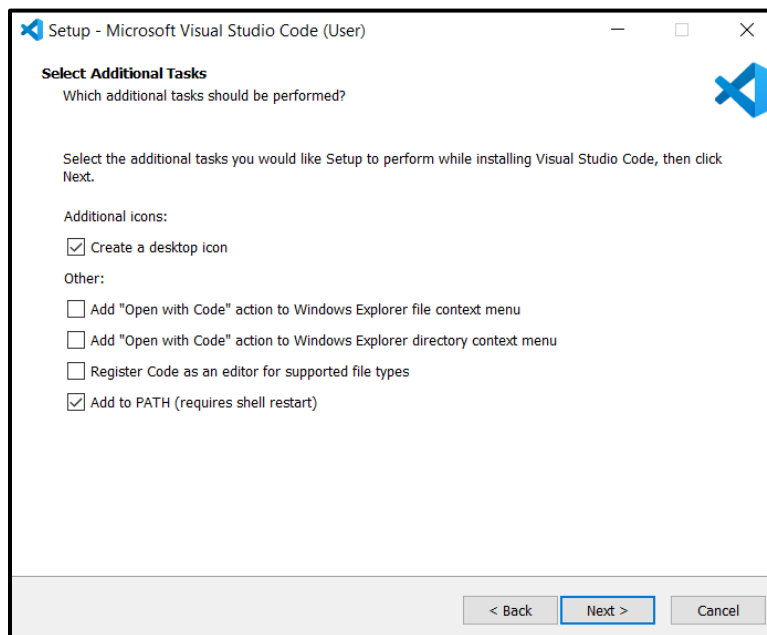 Setup - Microsoft Visual Studio Code (User)
Select Additional Tasks
Which additional tasks should be performed?
Select the additional tasks you would like Setup to perform while installing Visual Studio Code, then click
Next.
Additional icons:
Create a desktop icon
Other:
Add "Open with Code" action to Windows Explorer file context menu
Add "Open with Code" action to Windows Explorer directory context menu
Register Code as an editor for supported file types
Add to PATH (requires shell restart)
< Back Next > Cancel